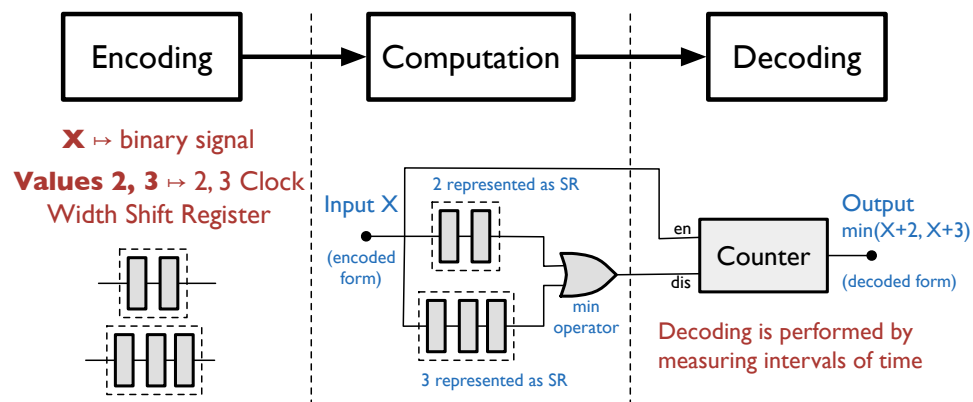 Encoding
Computation
Decoding
X ↦ binary signal
Values 2, 3 ↦ 2, 3 Clock
Width Shift Register
Input X
(encoded
form)
2 represented as SR
3 represented as SR
min
operator
en
dis
Counter
Output
min(X+2, X+3)
(decoded form)
Decoding is performed by
measuring intervals of time